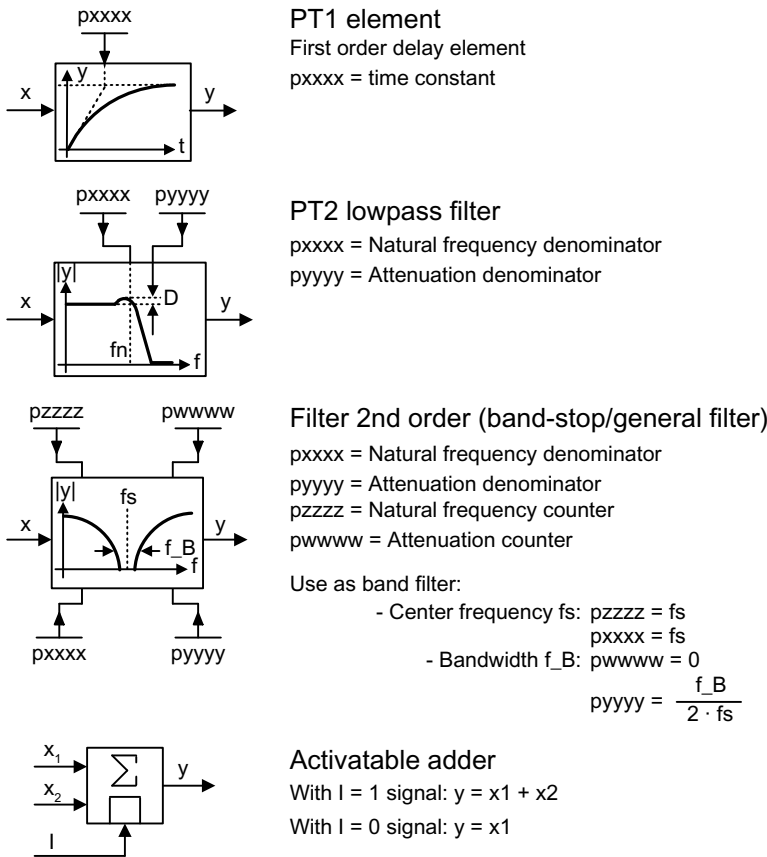 pxxxx
y
x
y
t
PT1 element
First order delay element
pxxxx = time constant
pxxxx pyyyy
|y|
x
D
y
fn
f
PT2 lowpass filter
pxxxx = Natural frequency denominator
pyyyy = Attenuation denominator
pzzzz pwwww
|y|
fs
x
y
f_B
f
pxxxx pyyyy
Filter 2nd order (band-stop/general filter)
pxxxx = Natural frequency denominator
pyyyy = Attenuation denominator
pzzzz = Natural frequency counter
pwwww = Attenuation counter
Use as band filter:
- Center frequency fs: pzzzz = fs
pxxxx = fs
- Bandwidth f_B: pwwww = 0
pyyyy = f_B / 2 · fs
x1
x2
Σ
y
I
Activatable adder
With I = 1 signal: y = x1 + x2
With I = 0 signal: y = x1